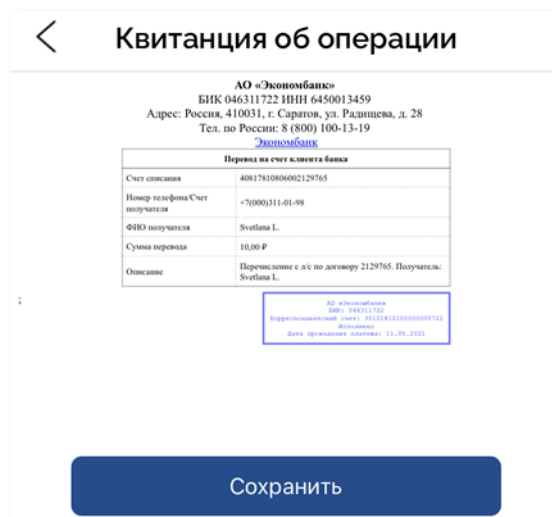 Квитанция об операции
АО «Экономбанк»
БИК 046311722 ИНН 6450013459
Адрес: Россия, 410031, г. Саратов, ул. Радищева, д. 28
Тел. по России: 8 (800) 100-13-19
Экономбанк
Перевод на счет клиента банка
Счет списания 40817810806002129765
Номер телефона/Счет
получателя +7(000)311-01-98
ФИО получателя Svetlana L.
Сумма перевода 10,00 ₽
Описание Перечисление с л/с по договору 2129765. Получатель:
Svetlana L.
;
АО «Экономбанк»
БИК: 046311722
Корреспондентский счет: 30101810100000000722
Исполнено
Дата проведения платежа: 11.05.2021
Сохранить